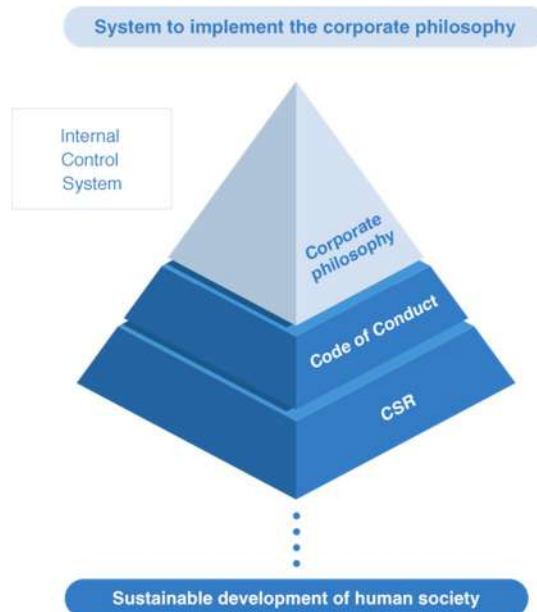 System to implement the corporate philosophy
Internal
Control
System
Corporate
philosophy
Code of Conduct
CSR
Sustainable development of human society